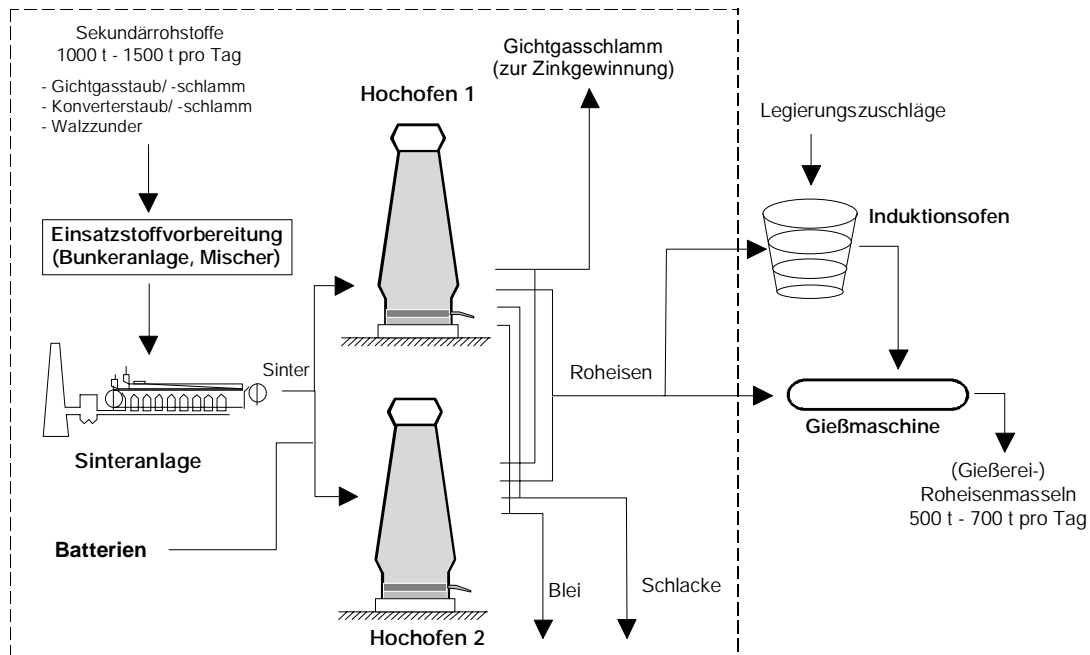 Sekundärrohstoffe
1000 t - 1500 t pro Tag
- Gichtgasstaub/ -schlamm
- Konverterstaub/ -schlamm
- Walzzunder
Einsatzstoffvorbereitung
(Bunkeranlage, Mischer)
Sinteranlage
Sinter
Batterien
Hochofen 1
Hochofen 2
Gichtgasschlamm
(zur Zinkgewinnung)
Roheisen
Blei
Schlacke
Legierungszuschläge
Induktionsofen
Gießmaschine
(Gießerei-)
Roheisenmasseln
500 t - 700 t pro Tag